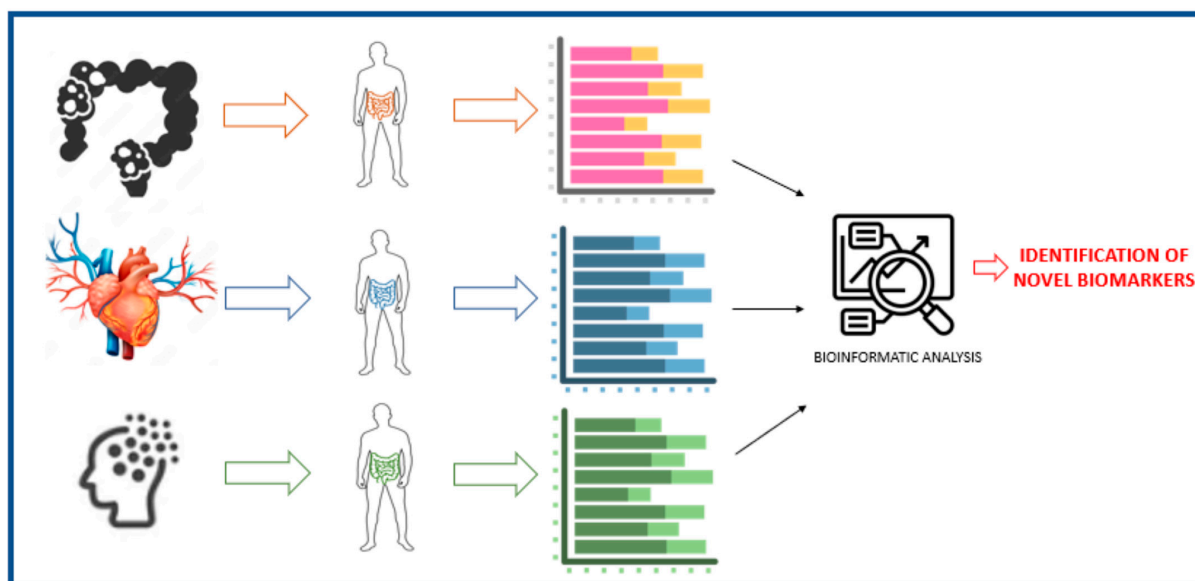 BIOINFORMATIC ANALYSIS
IDENTIFICATION OF
NOVEL BIOMARKERS